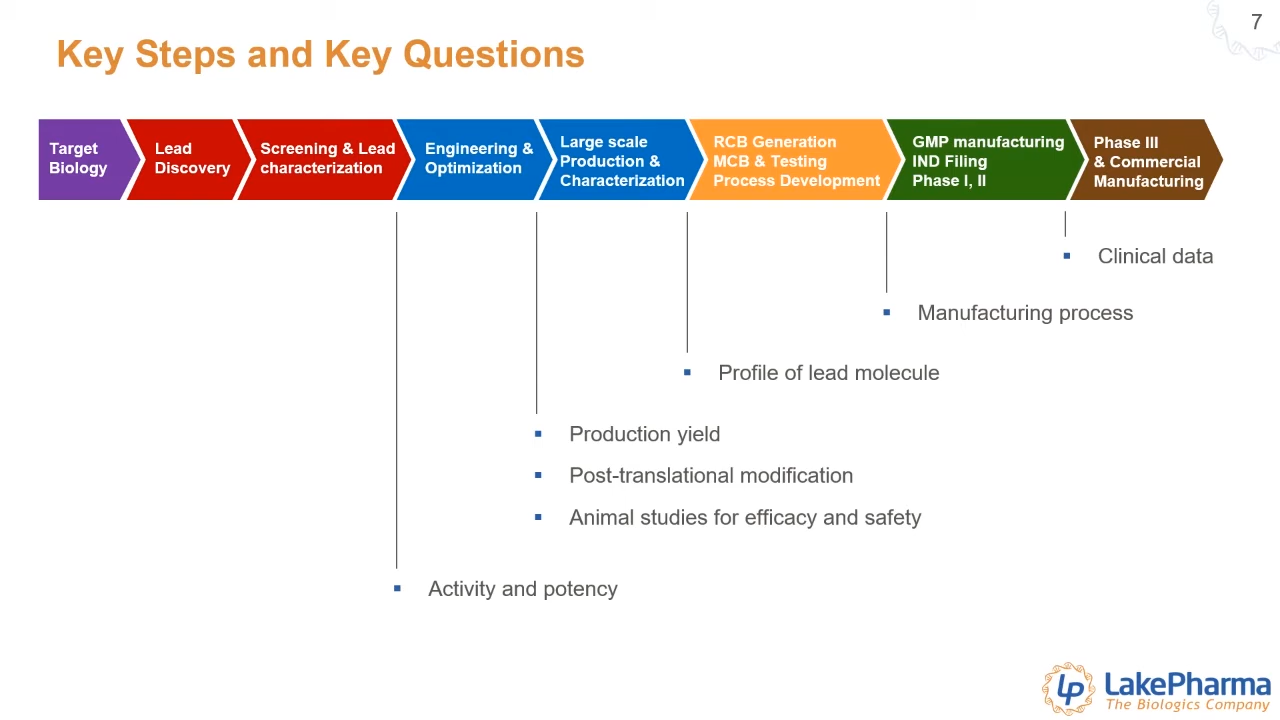 7
Key Steps and Key Questions
Target
Biology
Lead
Discovery
Screening & Lead
characterization
Engineering &
Optimization
Large scale
Production &
Characterization
RCB Generation
MCB & Testing
Process Development
GMP manufacturing
IND Filing
Phase I, II
Phase III
& Commercial
Manufacturing
Clinical data
Manufacturing process
Profile of lead molecule
Production yield
Post-translational modification
Animal studies for efficacy and safety
Activity and potency
LP LakePharma
The Biologics Company